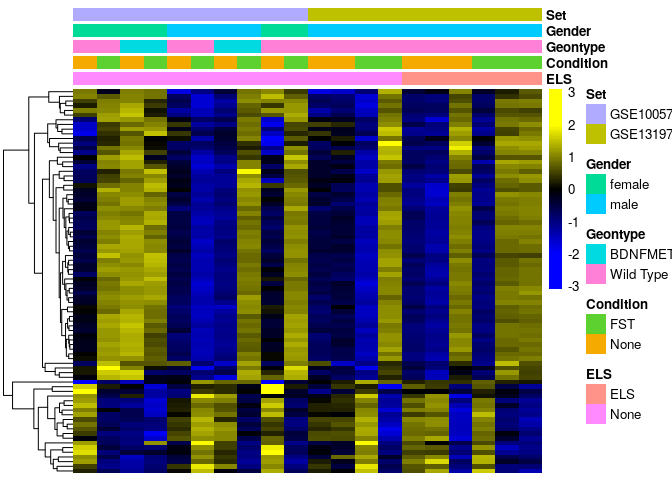 Set
Gender
Geontype
Condition
ELS
3
2
1
0
-1
-2
-3
Set
GSE10057
GSE13197
Gender
female
male
Geontype
BDNFMET
Wild Type
Condition
FST
None
ELS
ELS
None